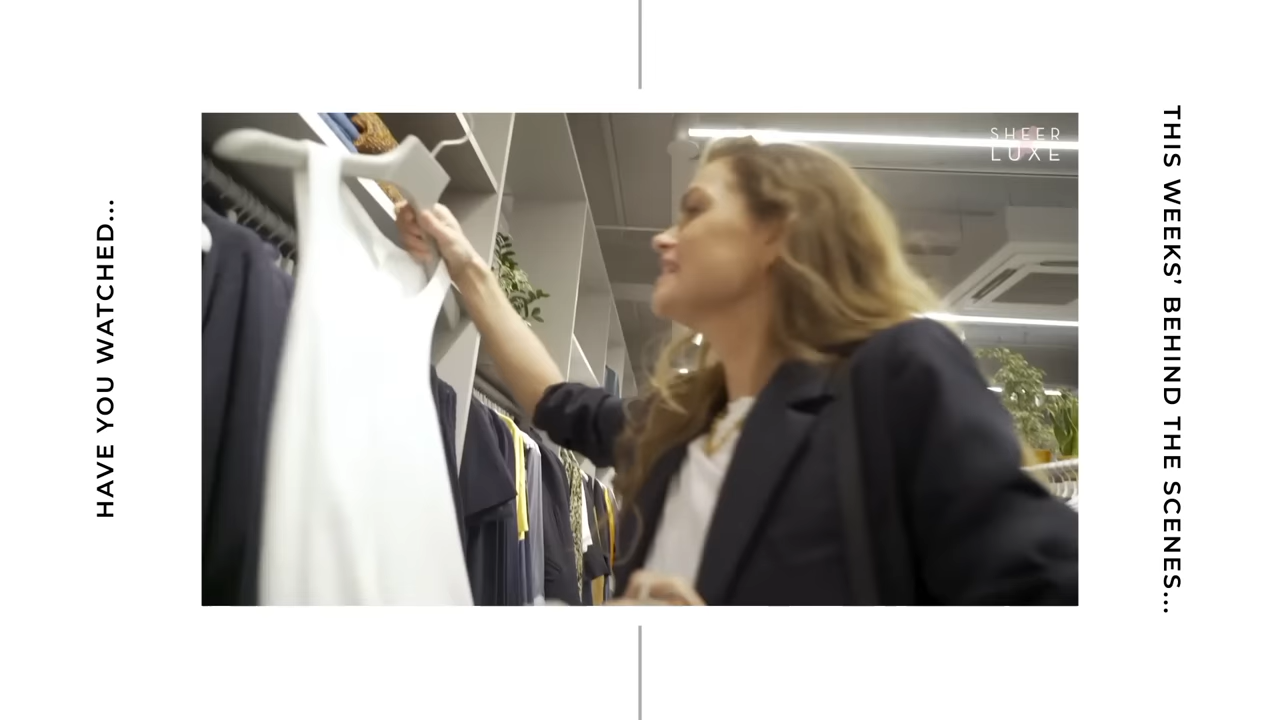 HAVE YOU WATCHED...
SHEER
LUXE
THIS WEEKS' BEHIND THE SCENES...